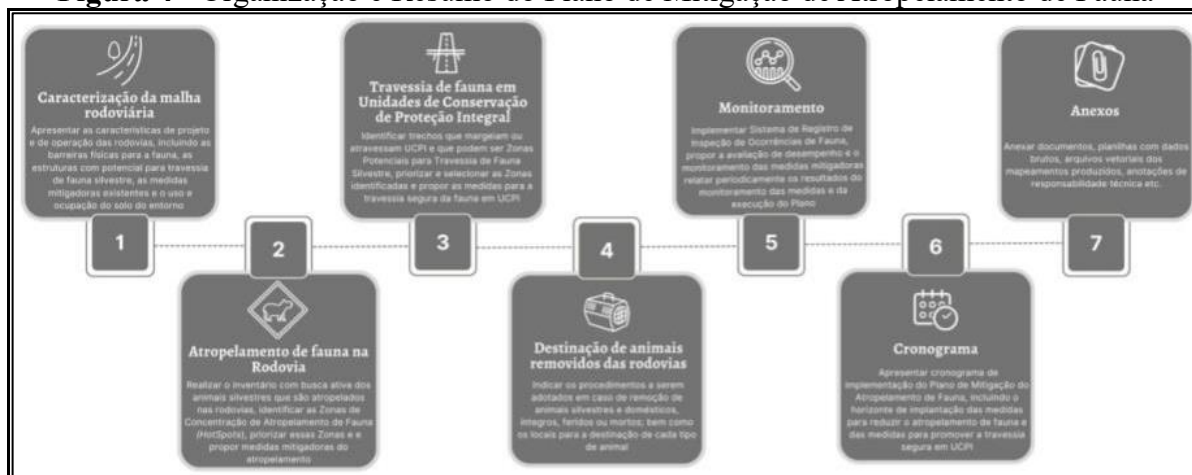 Figura 4 - Organização e Resumo do Plano de Mitigação de Atropelamento de Fauna
Caracterização da malha
rodoviária
Apresentar as características de projeto
e de operação das rodovias, incluindo as
barreiras físicas para a fauna, as
estruturas com potencial para travessia
de fauna silvestre, as medidas
mitigadoras existentes e o uso e
ocupação do solo do entorno
1
2
Atropelamento de fauna na
Rodovia
Realizar o inventário com busca ativa dos
animais silvestres que são atropelados
nas rodovias, identificar as Zonas de
Concentração de Atropelamento de Fauna
(HotSpots), priorizar essas Zonas e e
propor medidas mitigadoras do
atropelamento
Travessia de fauna em
Unidades de Conservação
de Proteção Integral
Identificar trechos que margeiam ou
atravessam UCPI e que podem ser Zonas
Potenciais para Travessia de Fauna
Silvestre, priorizar e selecionar as Zonas
identificadas e propor as medidas para a
travessia segura da fauna em UCPI
3
4
Destinação de animais
removidos das rodovias
Indicar os procedimentos a serem
adotados em caso de remoção de
animais silvestres e domésticos,
íntegros, feridos ou mortos; bem como
os locais para a destinação de cada tipo
de animal
Monitoramento
Implementar Sistema de Registro de
Inspeção de Ocorrências de Fauna,
propor a avaliação de desempenho e o
monitoramento das medidas mitigadoras
relatar periodicamente os resultados do
monitoramento das medidas e da
execução do Plano
5
6
Cronograma
Apresentar cronograma de
implementação do Plano de Mitigação do
Atropelamento de Fauna, incluindo o
horizonte de implantação das medidas
para reduzir o atropelamento de fauna e
das medidas para promover a travessia
segura em UCPI
Anexos
Anexar documentos, planilhas com dados
brutos, arquivos vetoriais dos
mapeamentos produzidos, anotações de
responsabilidade técnica etc.
7